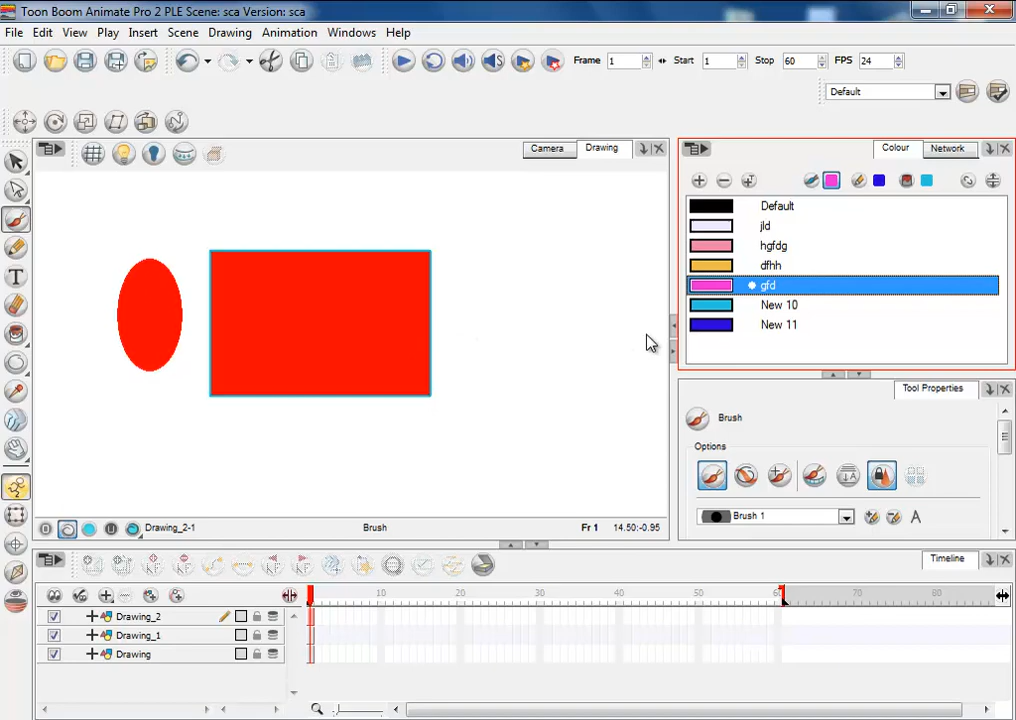 Toon Boom Animate Pro 2 PLE Scene: sca Version: sca
File Edit View Play Insert Scene Drawing Animation Windows Help
Frame 1 Start 1 Stop 60 FPS 24
Default
Camera Drawing
Colour Network
Default
jld
hgfdg
dfhh
gfd
New 10
New 11
Tool Properties
Brush
Options
Brush 1
A
T
Drawing_2-1 Brush Fr 1 14.50:-0.95
Timeline
10 20 30 40 50 60 70 80
Drawing_2
Drawing_1
Drawing